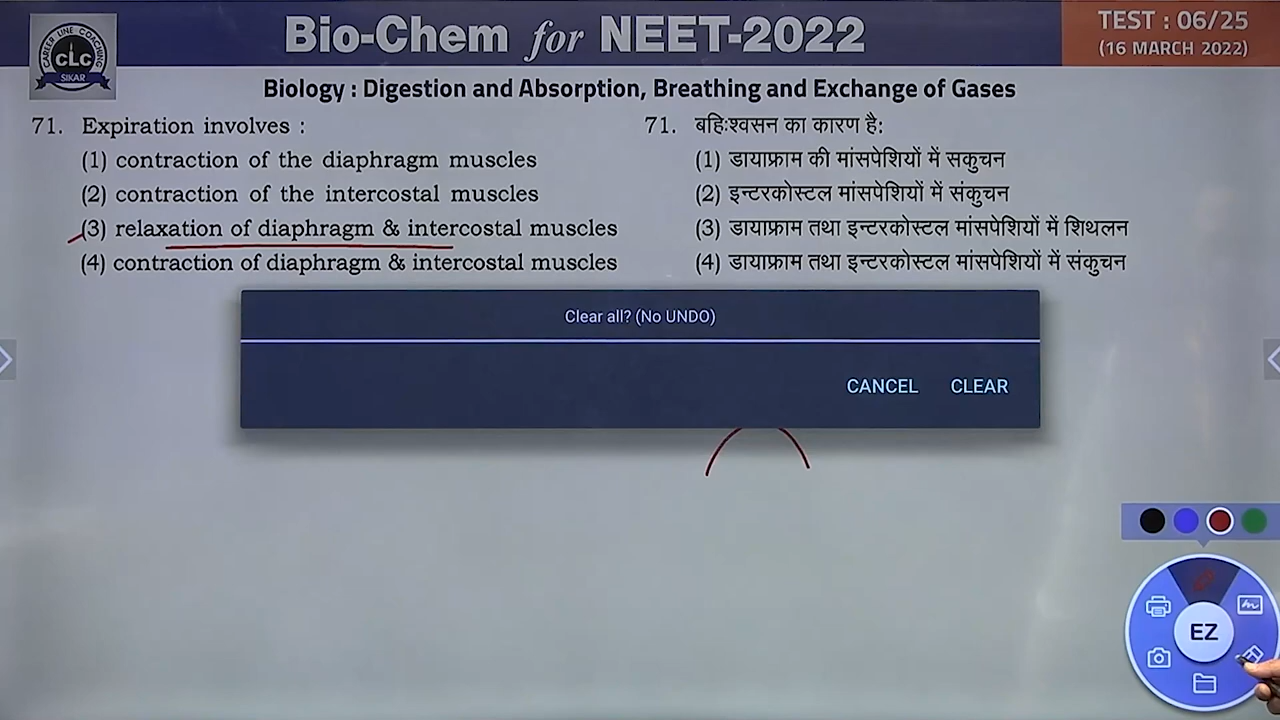 CAREER LINE COACHING
CLC
SIKAR
Bio-Chem for NEET-2022
TEST : 06/25
(16 MARCH 2022)
Biology : Digestion and Absorption, Breathing and Exchange of Gases
71. Expiration involves :
(1) contraction of the diaphragm muscles
(2) contraction of the intercostal muscles
(3) relaxation of diaphragm & intercostal muscles
(4) contraction of diaphragm & intercostal muscles
71. बहिःश्वसन का कारण है:
(1) डायाफ्राम की मांसपेशियों में सकुचन
(2) इन्टरकोस्टल मांसपेशियों में संकुचन
(3) डायाफ्राम तथा इन्टरकोस्टल मांसपेशियों में शिथलन
(4) डायाफ्राम तथा इन्टरकोस्टल मांसपेशियों में संकुचन
Clear all? (No UNDO)
CANCEL CLEAR
EZ